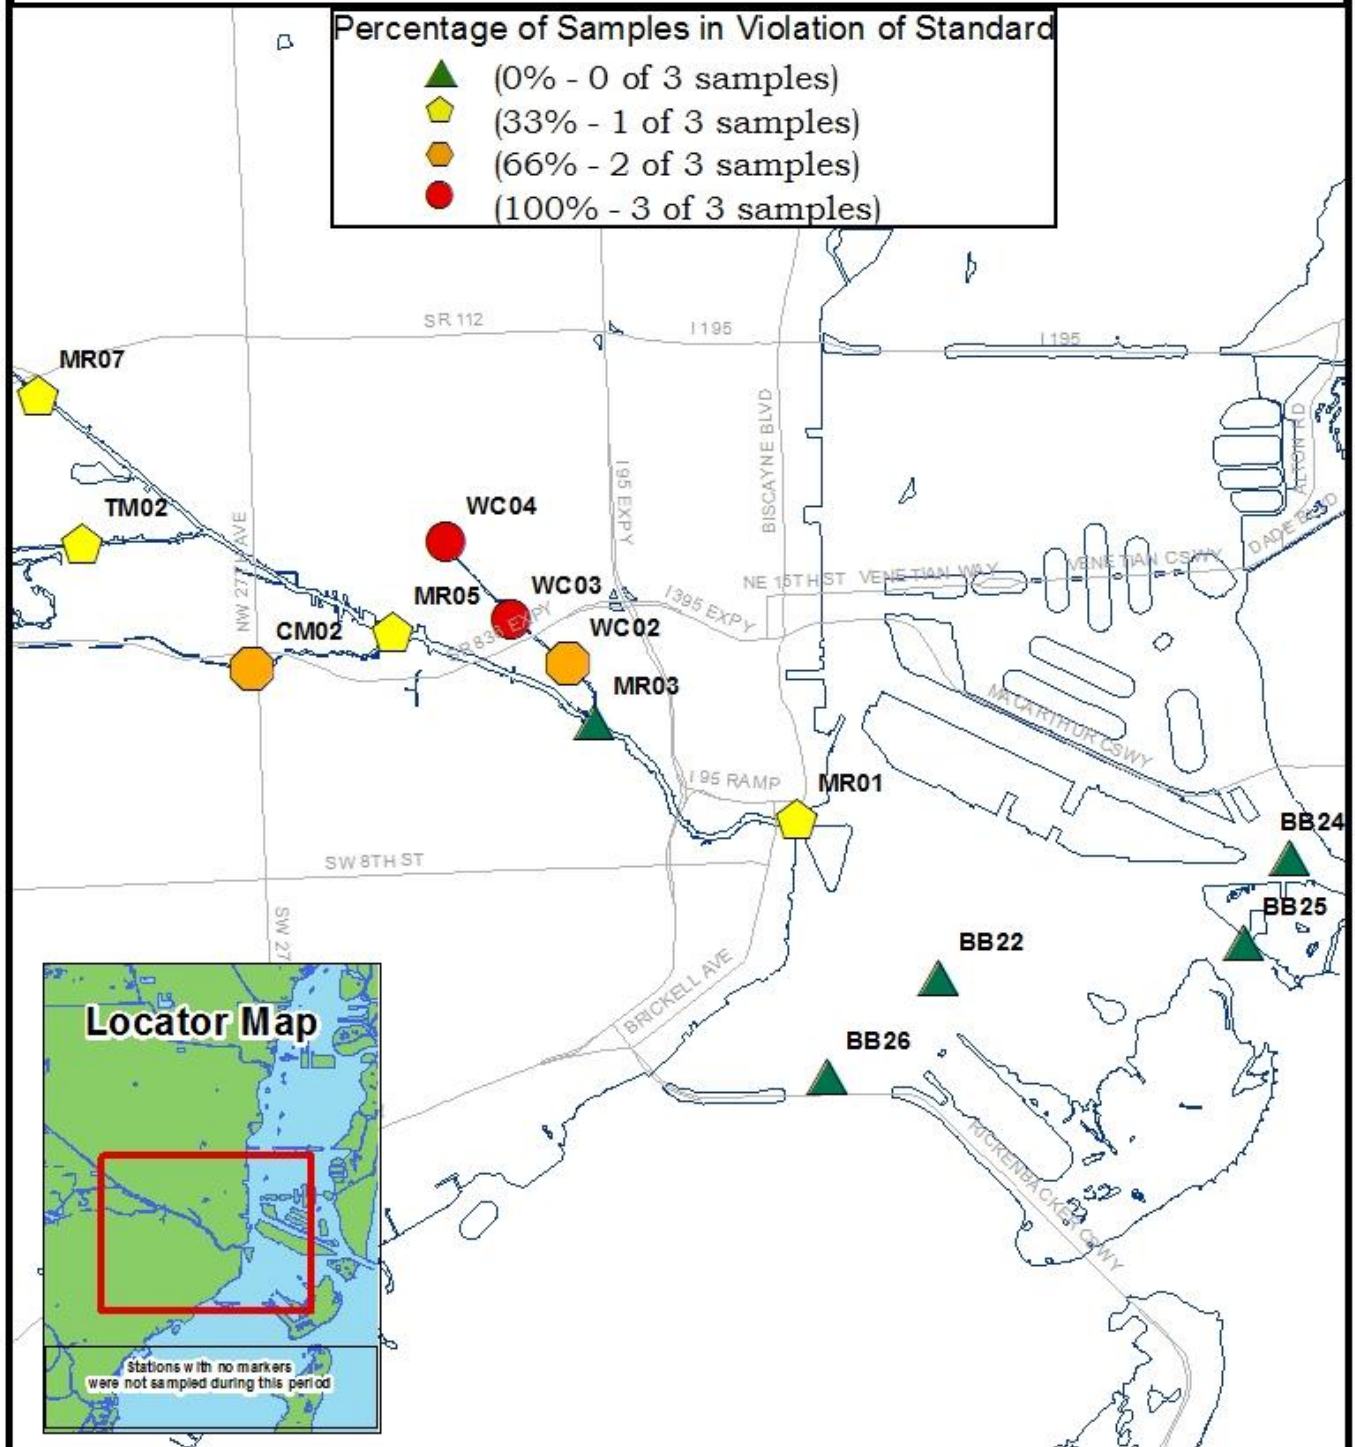 Percentage of Samples in Violation of Standard
(0% - 0 of 3 samples)
(33% - 1 of 3 samples)
(66% - 2 of 3 samples)
(100% - 3 of 3 samples)
SR 112
I 195
I 195
MR07
BISCAYNE BLVD
ALTON RD
I 95 EXPY
TM02
WC04
NW 27TH AVE
DADE BLVD
VENETIAN CSWY
NE 15TH ST
VENETIAN WAY
MR05
WC03
I 395 EXPY
CM02
SR 836 EXPY
WC02
MR03
MACARTHUR CSWY
I 95 RAMP
MR01
BB24
SW 8TH ST
BB25
SW 27
BB22
BRICKELL AVE
BB26
RICKENBACKER CSWY
Locator Map
Stations with no markers
were not sampled during this period